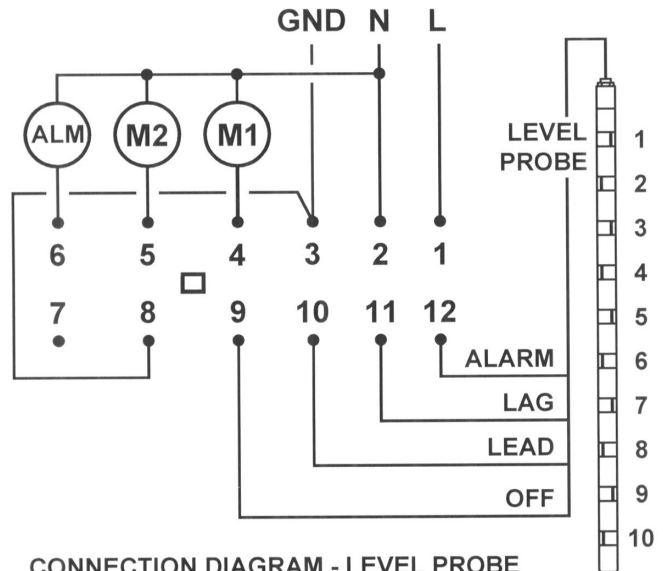 GND N L
ALM M2 M1
LEVEL
PROBE
6 5 4 3 2 1
7 8 9 10 11 12
ALARM
LAG
LEAD
OFF
1
2
3
4
5
6
7
8
9
10
CONNECTION DIAGRAM - LEVEL PROBE